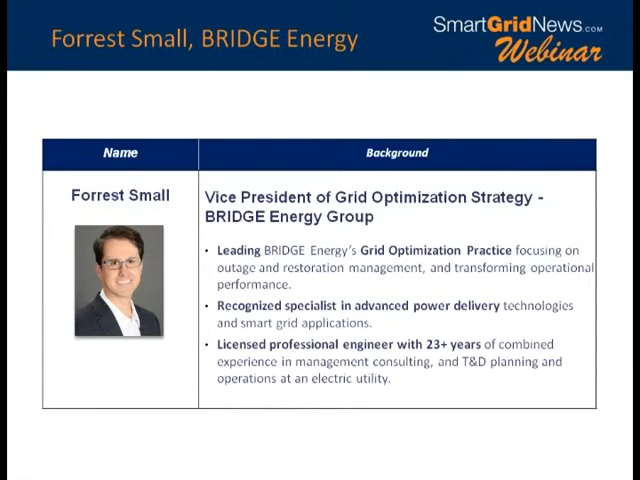 Forrest Small, BRIDGE Energy
SmartGridNews.com
Webinar
Name
Background
Forrest Small
Vice President of Grid Optimization Strategy -
BRIDGE Energy Group
• Leading BRIDGE Energy's Grid Optimization Practice focusing on
outage and restoration management, and transforming operational
performance.
• Recognized specialist in advanced power delivery technologies
and smart grid applications.
• Licensed professional engineer with 23+ years of combined
experience in management consulting, and T&D planning and
operations at an electric utility.